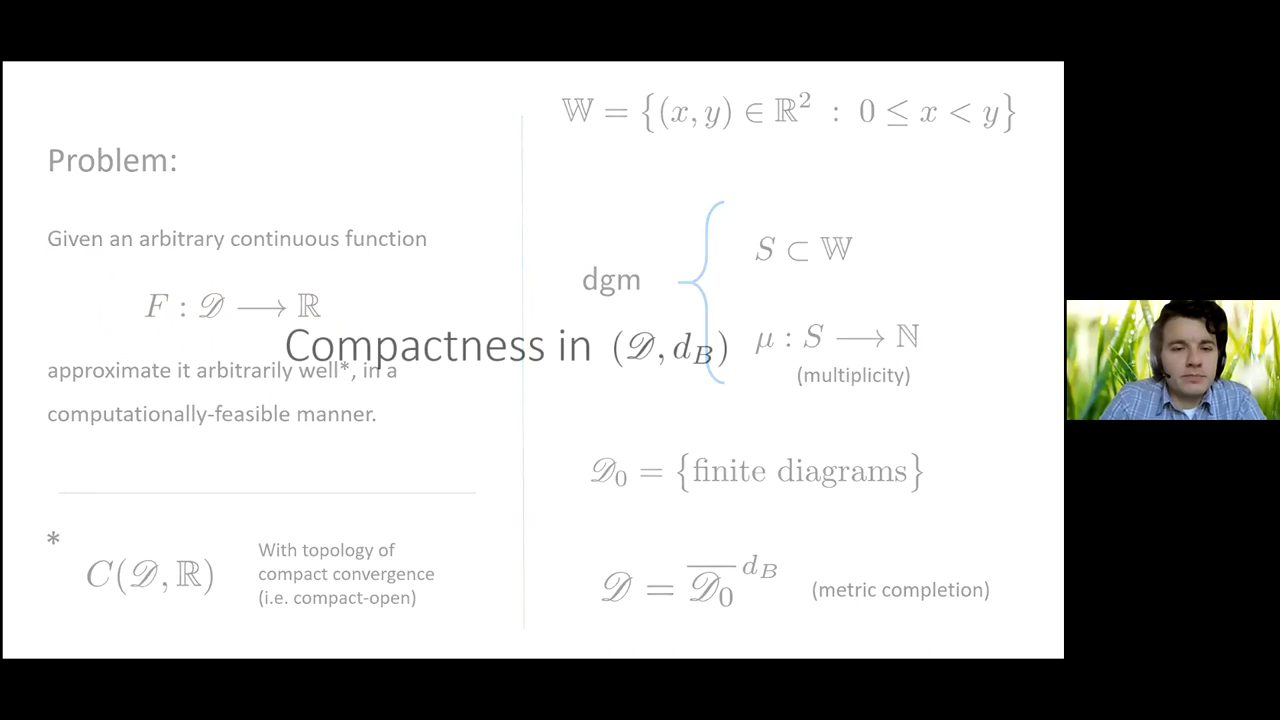 Problem:
Given an arbitrary continuous function
F : 𝒟 ⟶ ℝ
approximate it arbitrarily well*, in a
computationally-feasible manner.
*
C(𝒟, ℝ)
With topology of
compact convergence
(i.e. compact-open)
Compactness in (𝒟, d_B)
𝕎 = {(x, y) ∈ ℝ² : 0 ≤ x < y}
dgm
S ⊂ 𝕎
μ : S ⟶ ℕ
(multiplicity)
𝒟₀ = {finite diagrams}
𝒟 = \overline{𝒟₀}^{d_B} (metric completion)